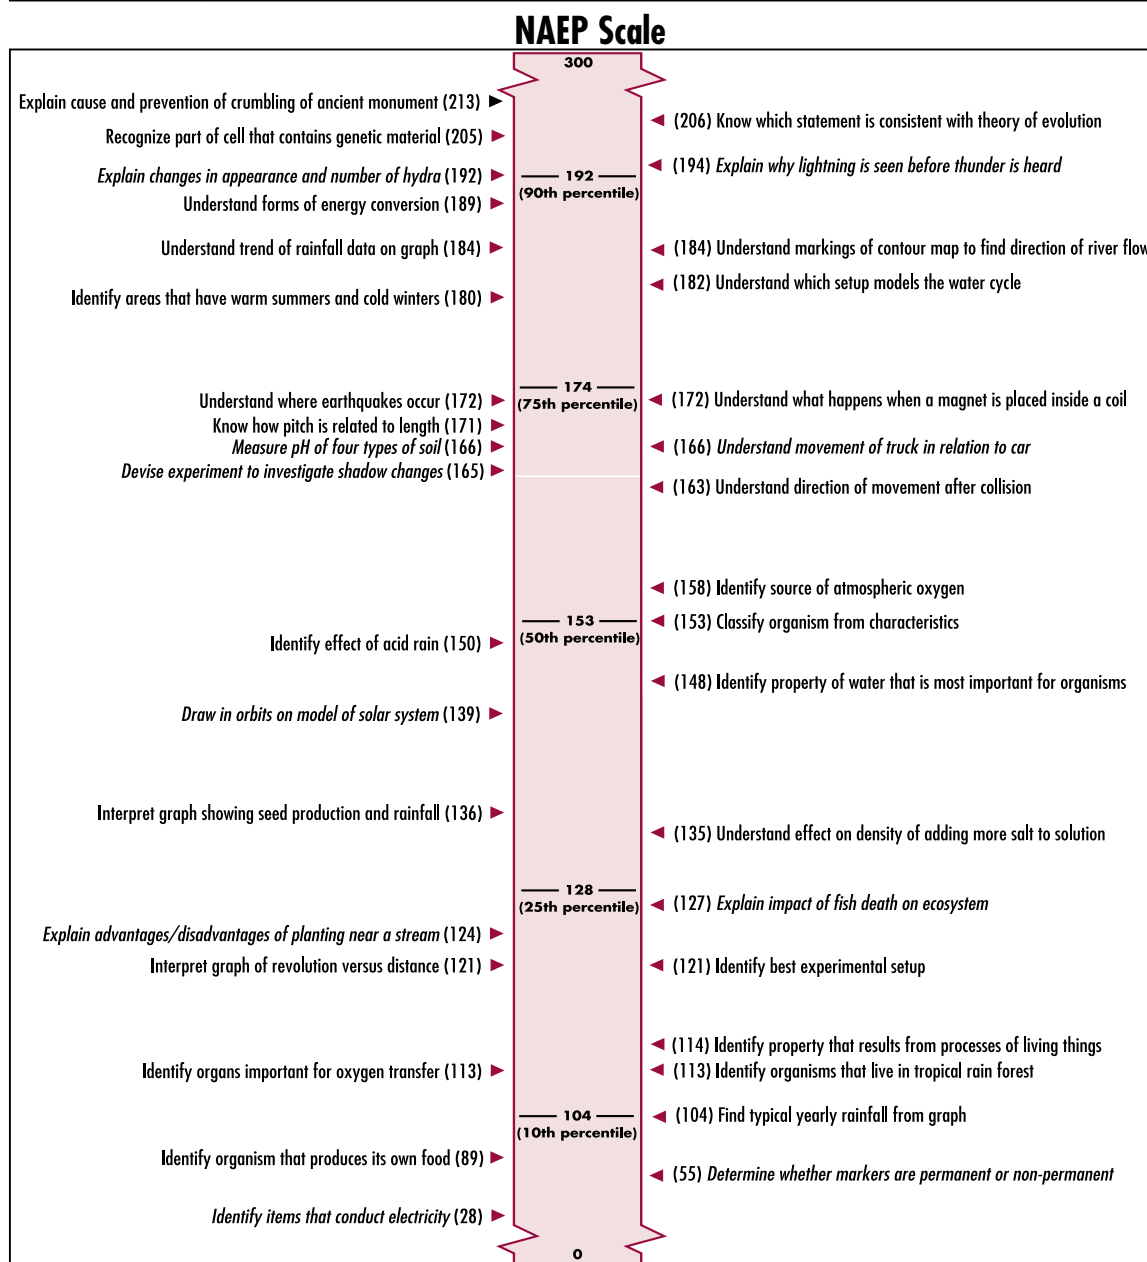 NAEP Scale
300
Explain cause and prevention of crumbling of ancient monument (213)
(206) Know which statement is consistent with theory of evolution
Recognize part of cell that contains genetic material (205)
(194) Explain why lightning is seen before thunder is heard
Explain changes in appearance and number of hydra (192)
192
(90th percentile)
Understand forms of energy conversion (189)
Understand trend of rainfall data on graph (184)
(184) Understand markings of contour map to find direction of river flow
(182) Understand which setup models the water cycle
Identify areas that have warm summers and cold winters (180)
174
(75th percentile)
Understand where earthquakes occur (172)
(172) Understand what happens when a magnet is placed inside a coil
Know how pitch is related to length (171)
Measure pH of four types of soil (166)
(166) Understand movement of truck in relation to car
Devise experiment to investigate shadow changes (165)
(163) Understand direction of movement after collision
(158) Identify source of atmospheric oxygen
153
(50th percentile)
(153) Classify organism from characteristics
Identify effect of acid rain (150)
(148) Identify property of water that is most important for organisms
Draw in orbits on model of solar system (139)
Interpret graph showing seed production and rainfall (136)
(135) Understand effect on density of adding more salt to solution
128
(25th percentile)
(127) Explain impact of fish death on ecosystem
Explain advantages/disadvantages of planting near a stream (124)
Interpret graph of revolution versus distance (121)
(121) Identify best experimental setup
(114) Identify property that results from processes of living things
Identify organs important for oxygen transfer (113)
(113) Identify organisms that live in tropical rain forest
104
(10th percentile)
(104) Find typical yearly rainfall from graph
Identify organism that produces its own food (89)
(55) Determine whether markers are permanent or non-permanent
Identify items that conduct electricity (28)
0